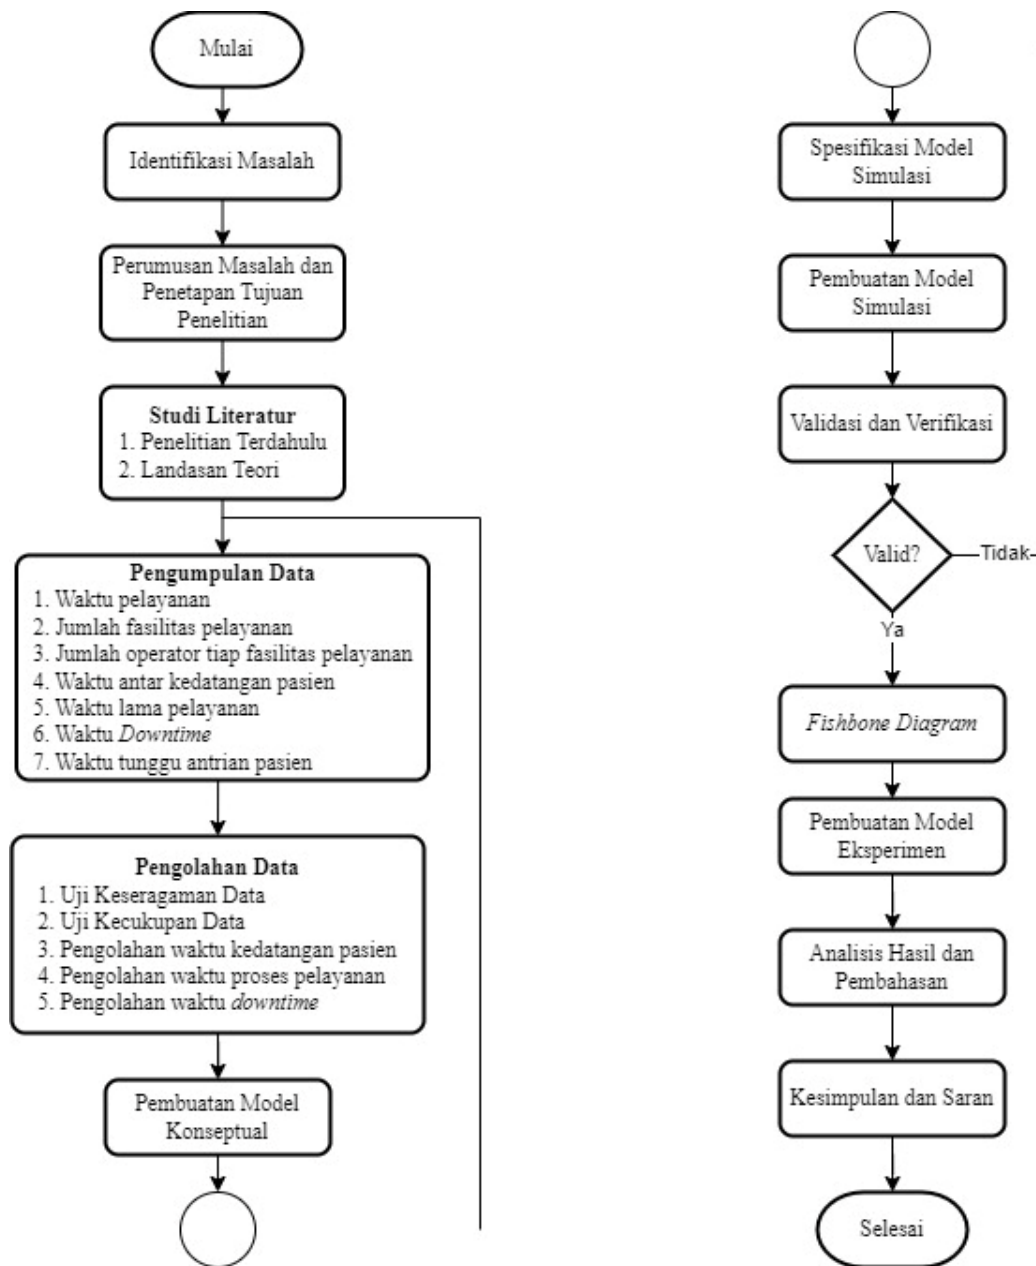 Mulai
Identifikasi Masalah
Perumusan Masalah dan
Penetapan Tujuan
Penelitian
Studi Literatur
1. Penelitian Terdahulu
2. Landasan Teori
Pengumpulan Data
1. Waktu pelayanan
2. Jumlah fasilitas pelayanan
3. Jumlah operator tiap fasilitas pelayanan
4. Waktu antar kedatangan pasien
5. Waktu lama pelayanan
6. Waktu Downtime
7. Waktu tunggu antrian pasien
Pengolahan Data
1. Uji Keseragaman Data
2. Uji Kecukupan Data
3. Pengolahan waktu kedatangan pasien
4. Pengolahan waktu proses pelayanan
5. Pengolahan waktu downtime
Pembuatan Model
Konseptual
Spesifikasi Model
Simulasi
Pembuatan Model
Simulasi
Validasi dan Verifikasi
Valid?
Tidak
Ya
Fishbone Diagram
Pembuatan Model
Eksperimen
Analisis Hasil dan
Pembahasan
Kesimpulan dan Saran
Selesai